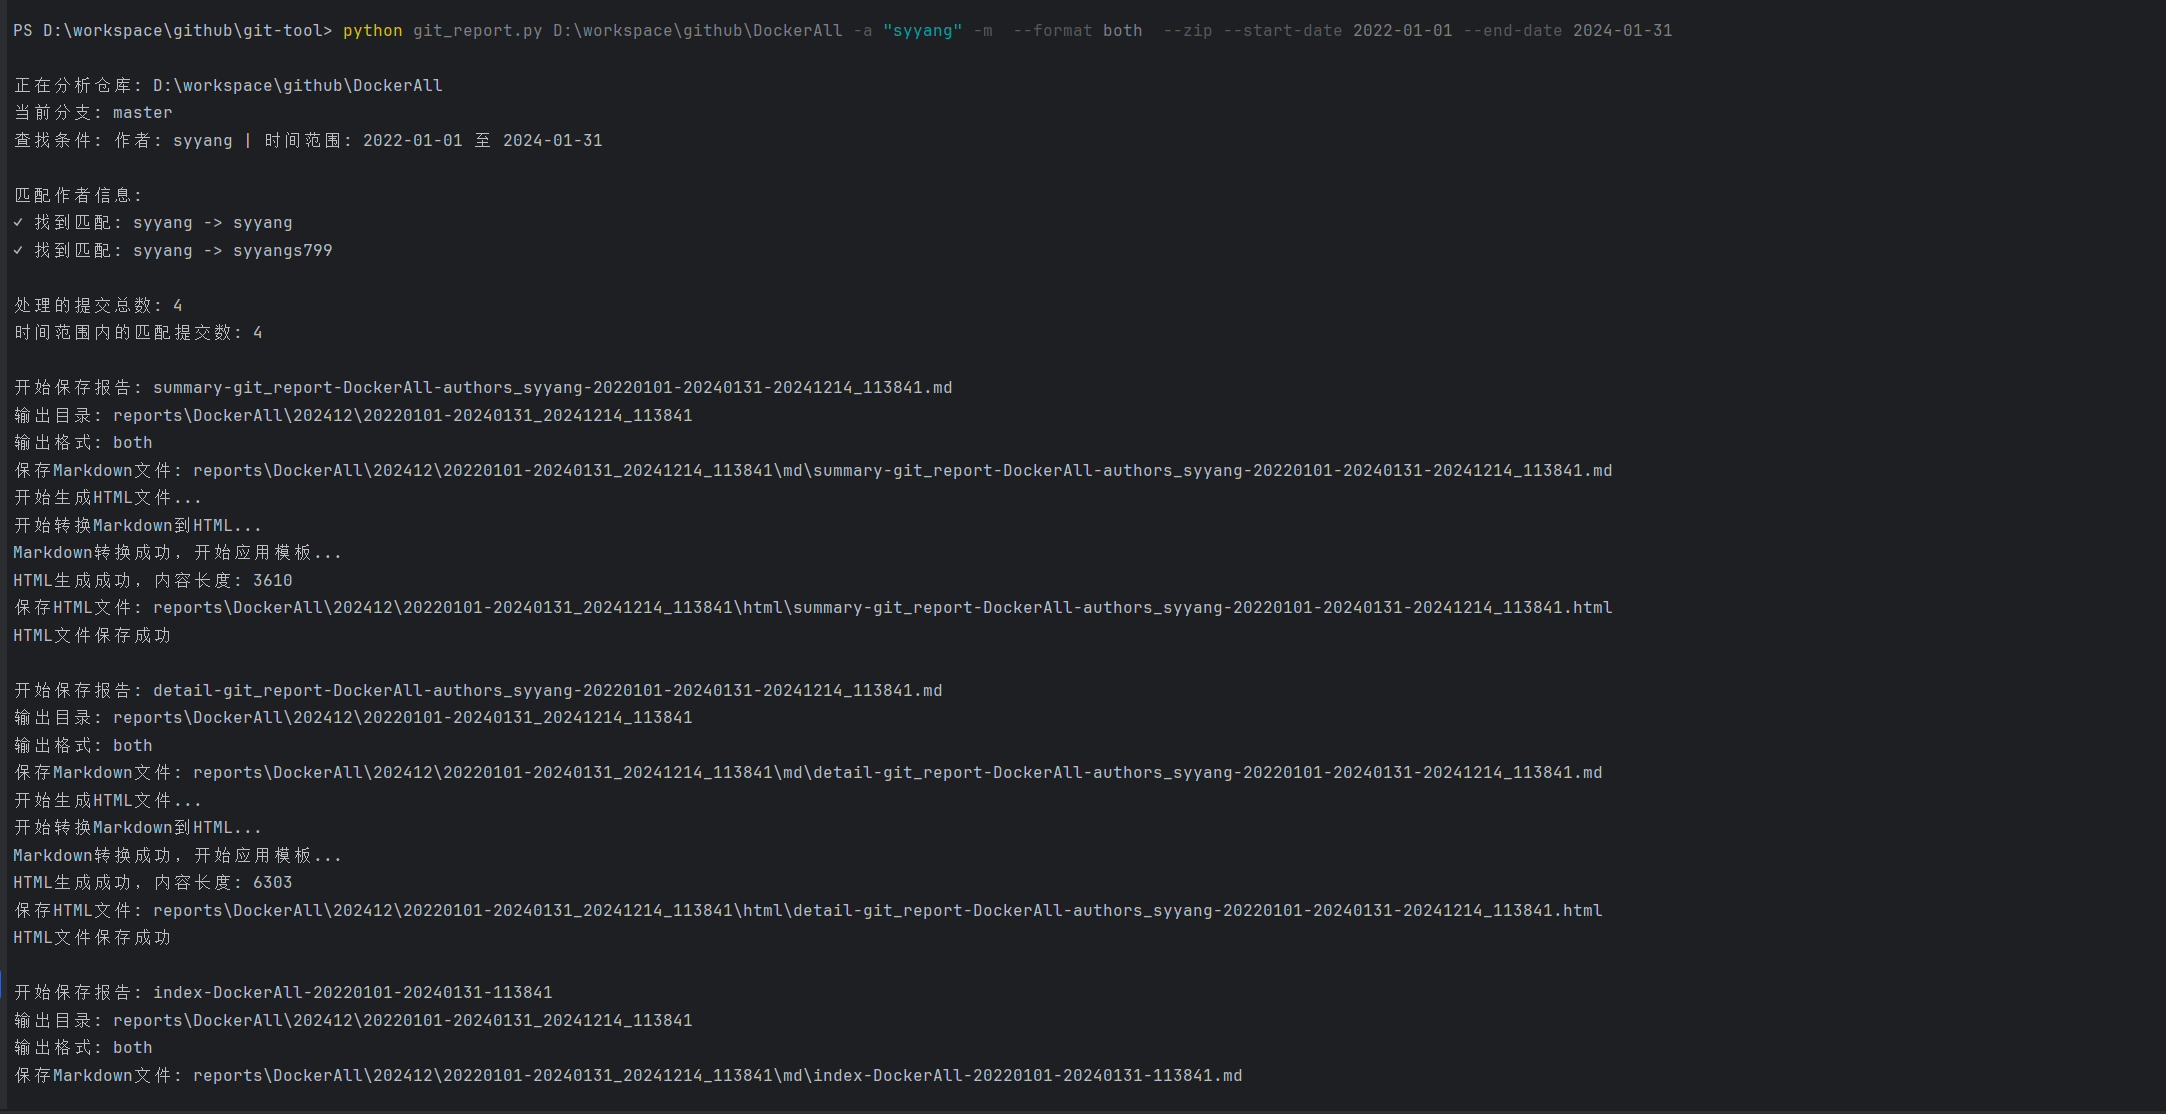 PS D:\workspace\github\git-tool> python git_report.py D:\workspace\github\DockerAll -a "syyang" -m  --format both  --zip --start-date 2022-01-01 --end-date 2024-01-31
正在分析仓库: D:\workspace\github\DockerAll
当前分支: master
查找条件: 作者: syyang | 时间范围: 2022-01-01 至 2024-01-31
匹配作者信息:
✓ 找到匹配: syyang -> syyang
✓ 找到匹配: syyang -> syyangs799
处理的提交总数: 4
时间范围内的匹配提交数: 4
开始保存报告: summary-git_report-DockerAll-authors_syyang-20220101-20240131-20241214_113841.md
输出目录: reports\DockerAll\202412\20220101-20240131_20241214_113841
输出格式: both
保存Markdown文件: reports\DockerAll\202412\20220101-20240131_20241214_113841\md\summary-git_report-DockerAll-authors_syyang-20220101-20240131-20241214_113841.md
开始生成HTML文件...
开始转换Markdown到HTML...
Markdown转换成功, 开始应用模板...
HTML生成成功, 内容长度: 3610
保存HTML文件: reports\DockerAll\202412\20220101-20240131_20241214_113841\html\summary-git_report-DockerAll-authors_syyang-20220101-20240131-20241214_113841.html
HTML文件保存成功
开始保存报告: detail-git_report-DockerAll-authors_syyang-20220101-20240131-20241214_113841.md
输出目录: reports\DockerAll\202412\20220101-20240131_20241214_113841
输出格式: both
保存Markdown文件: reports\DockerAll\202412\20220101-20240131_20241214_113841\md\detail-git_report-DockerAll-authors_syyang-20220101-20240131-20241214_113841.md
开始生成HTML文件...
开始转换Markdown到HTML...
Markdown转换成功, 开始应用模板...
HTML生成成功, 内容长度: 6303
保存HTML文件: reports\DockerAll\202412\20220101-20240131_20241214_113841\html\detail-git_report-DockerAll-authors_syyang-20220101-20240131-20241214_113841.html
HTML文件保存成功
开始保存报告: index-DockerAll-20220101-20240131-113841
输出目录: reports\DockerAll\202412\20220101-20240131_20241214_113841
输出格式: both
保存Markdown文件: reports\DockerAll\202412\20220101-20240131_20241214_113841\md\index-DockerAll-20220101-20240131-113841.md